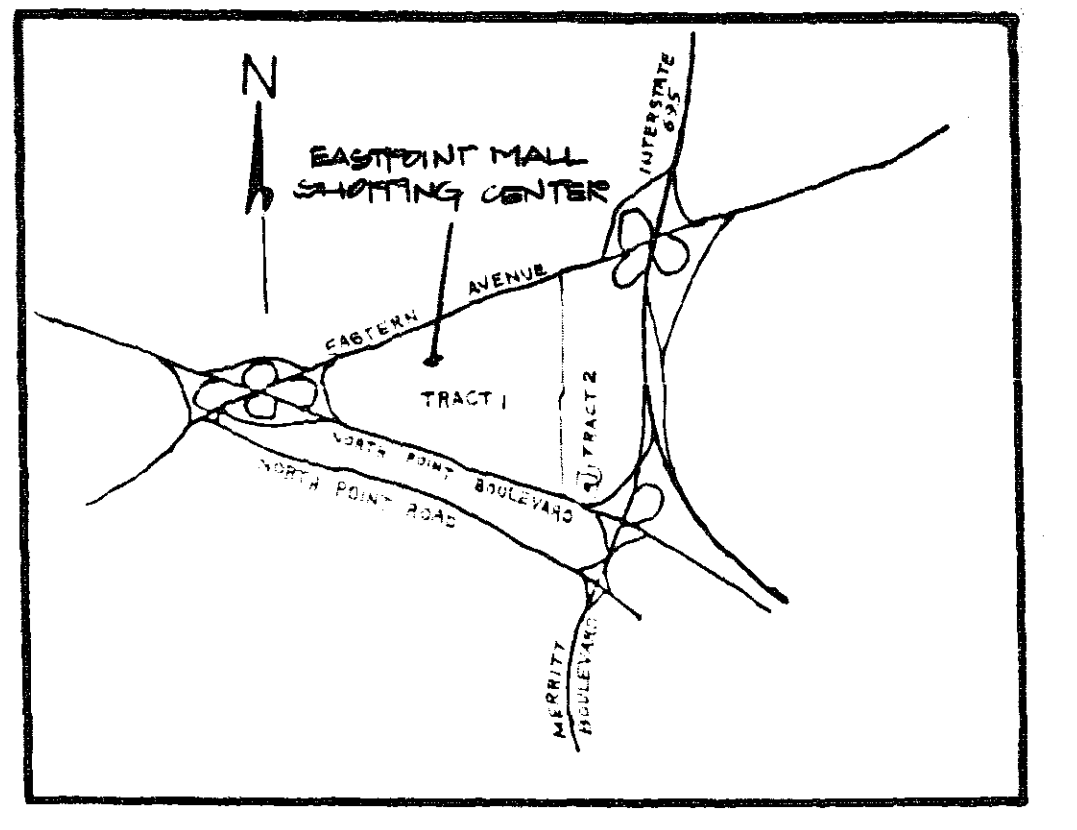 N
INTERSTATE
695
EASTPOINT MALL
SHOPPING CENTER
EASTERN AVENUE
TRACT 1
TRACT 2
NORTH POINT BOULEVARD
NORTH POINT ROAD
MERRITT
BOULEVARD